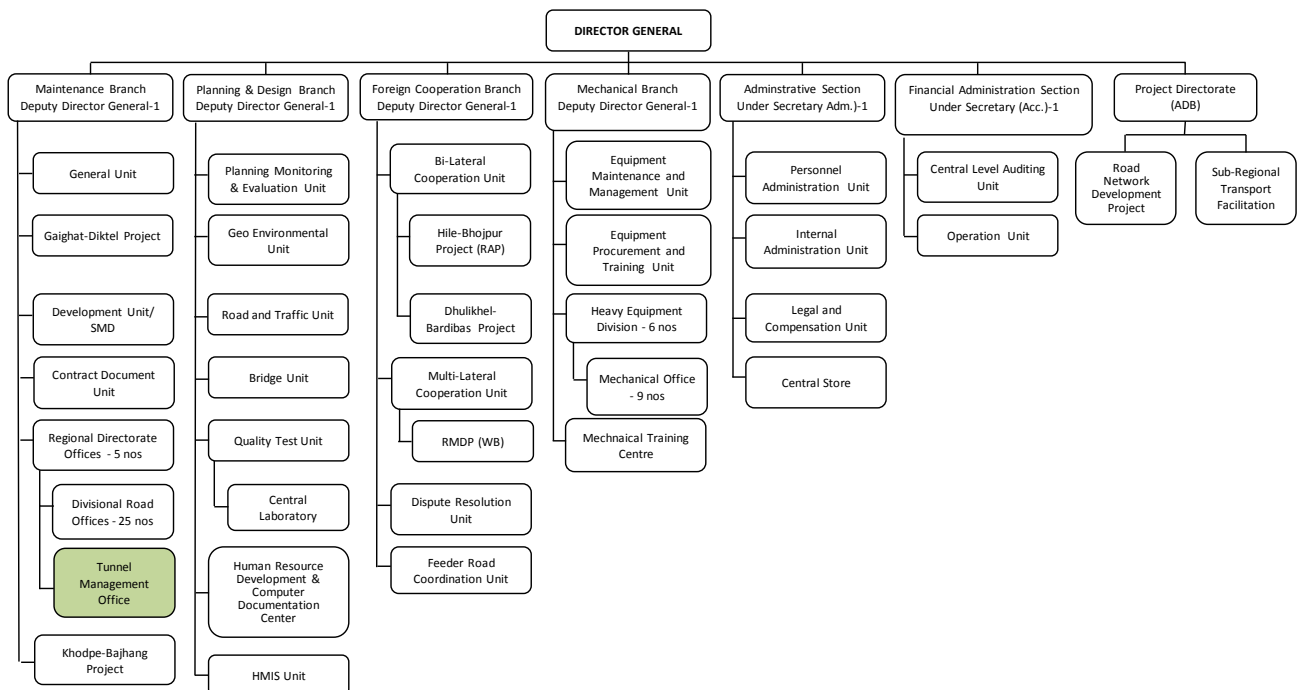 DIRECTOR GENERAL
Maintenance Branch
Deputy Director General-1
Planning & Design Branch
Deputy Director General-1
Foreign Cooperation Branch
Deputy Director General-1
Mechanical Branch
Deputy Director General-1
Adminstrative Section
Under Secretary Adm.)-1
Financial Administration Section
Under Secretary (Acc.)-1
Project Directorate
(ADB)
General Unit
Gaighat-Diktel Project
Development Unit/
SMD
Contract Document
Unit
Regional Directorate
Offices - 5 nos
Divisional Road
Offices - 25 nos
Tunnel
Management
Office
Khodpe-Bajhang
Project
Planning Monitoring
& Evaluation Unit
Geo Environmental
Unit
Road and Traffic Unit
Bridge Unit
Quality Test Unit
Central
Laboratory
Human Resource
Development &
Computer
Documentation
Center
HMIS Unit
Bi-Lateral
Cooperation Unit
Hile-Bhojpur
Project (RAP)
Dhulikhel-
Bardibas Project
Multi-Lateral
Cooperation Unit
RMDP (WB)
Dispute Resolution
Unit
Feeder Road
Coordination Unit
Equipment
Maintenance and
Management Unit
Equipment
Procurement and
Training Unit
Heavy Equipment
Division - 6 nos
Mechanical Office
- 9 nos
Mechnaical Training
Centre
Personnel
Administration Unit
Internal
Administration Unit
Legal and
Compensation Unit
Central Store
Central Level Auditing
Unit
Operation Unit
Road
Network
Development
Project
Sub-Regional
Transport
Facilitation